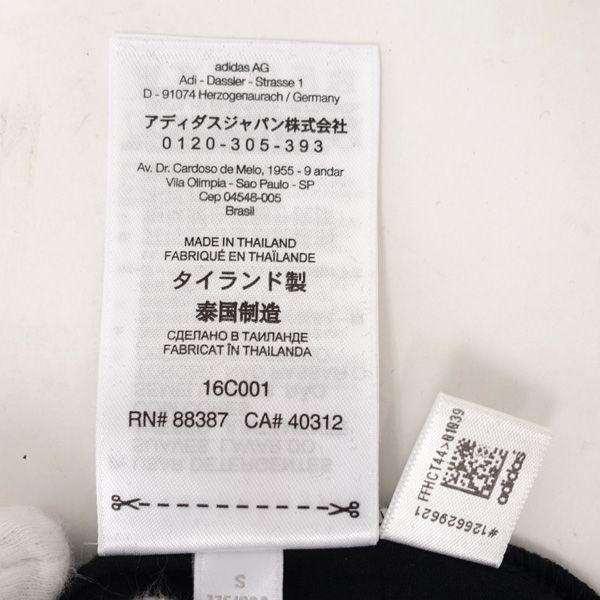 adidas AG
Adi - Dassler - Strasse 1
D - 91074 Herzogenaurach / Germany
アディダスジャパン株式会社
0120-305-393
Av. Dr. Cardoso de Melo, 1955 - 9 andar
Vila Olimpia - Sao Paulo - SP
Cep 04548-005
Brasil
MADE IN THAILAND
FABRIQUÉ EN THAÏLANDE
タイランド製
泰国制造
СДЕЛАНО В ТАИЛАНДЕ
FABRICAT ÎN THAILANDA
16C001
RN# 88387 CA# 40312
FFHCT44>01039
adidas
#126629621
S